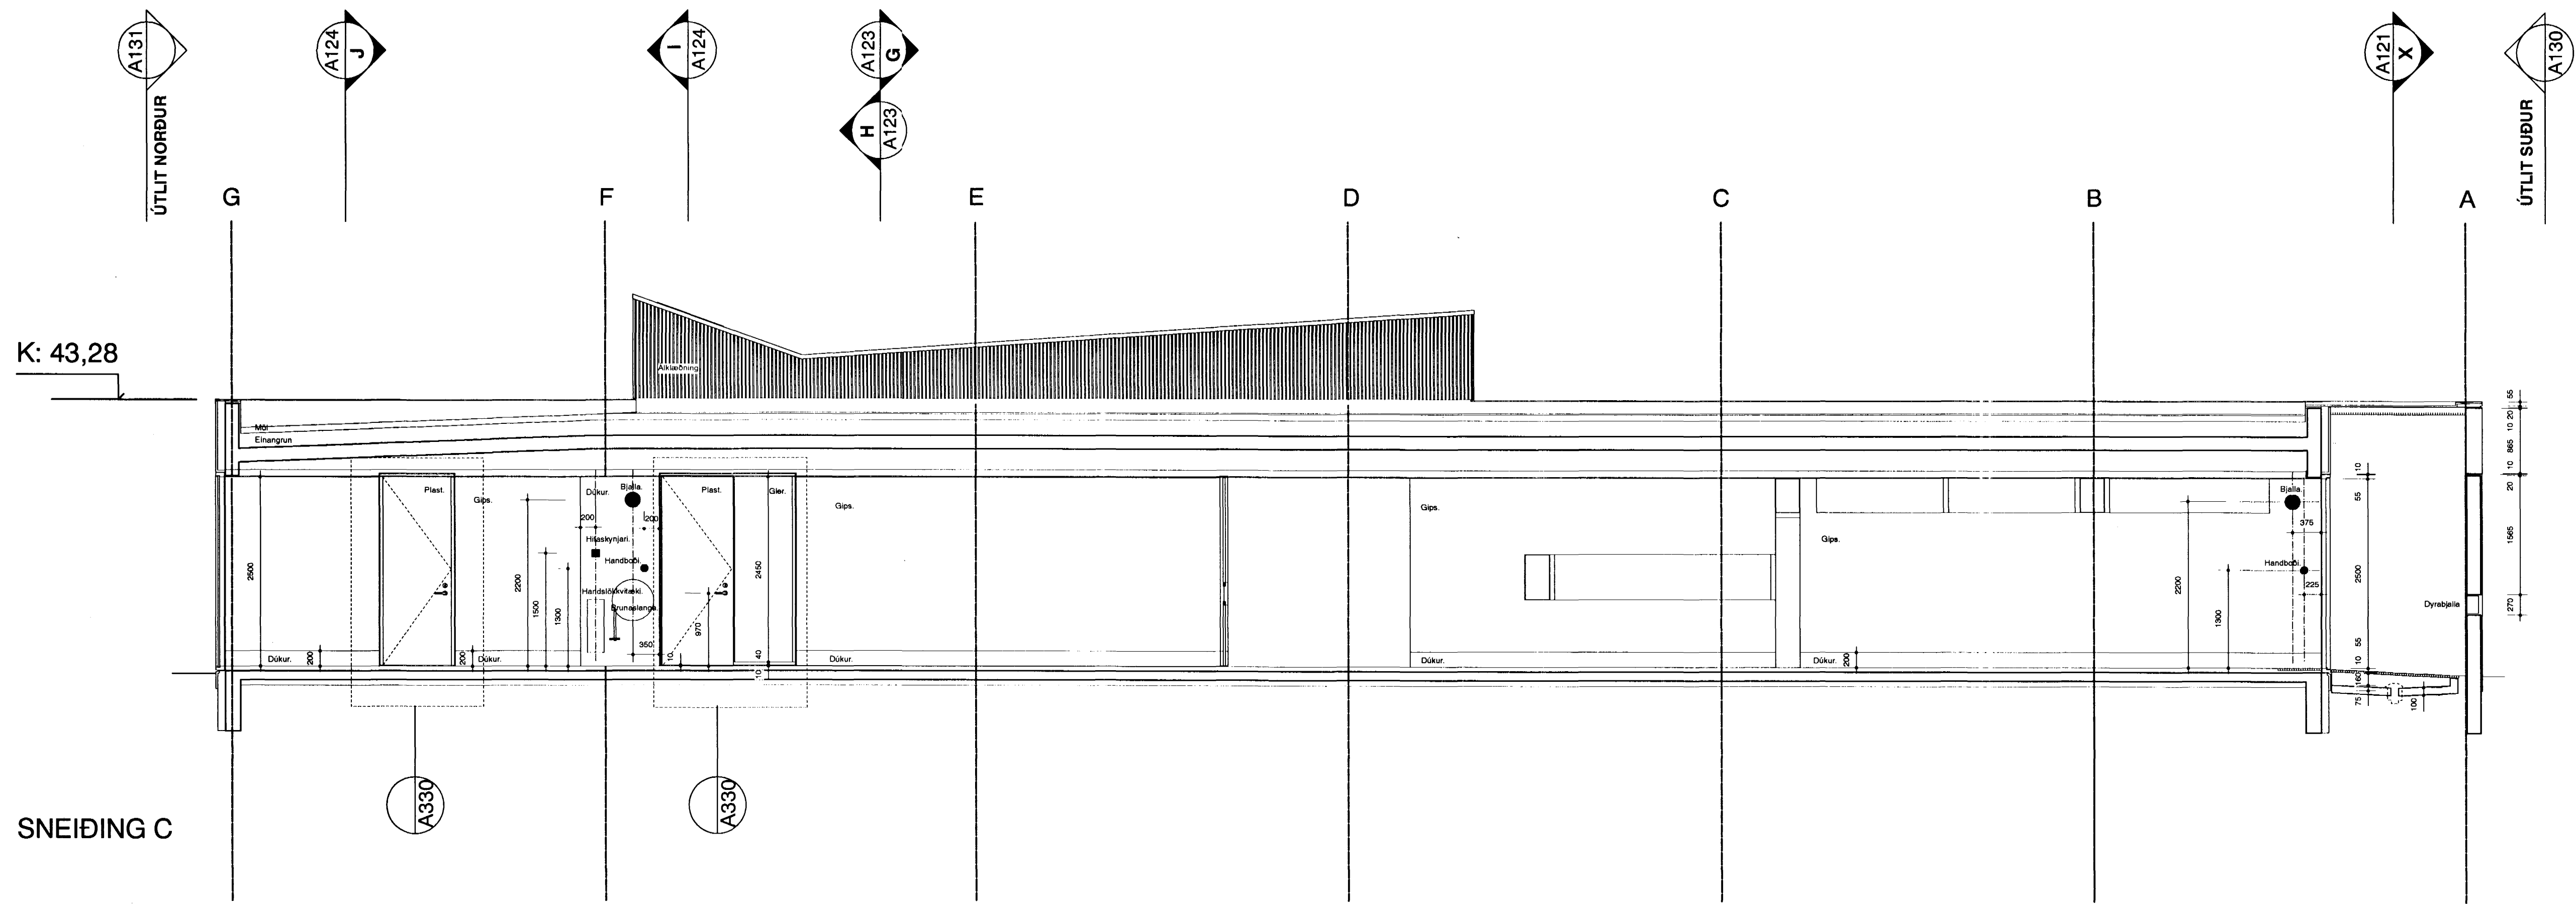 A131
ÚTLIT NORÐUR
A124
J
I
A124
A123
G
H
A123
A121
X
A130
ÚTLIT SUÐUR
G
F
E
D
C
B
A
K: 43,28
Álklæðning
Möl
Einangrun
Plast.
Gips.
Dúkur.
Bjalla.
Plast.
Gler.
Gips.
Gips.
Gips.
Bjalla.
200
200
Hitaskynjari.
Handboði.
Handslökkvitæki.
Brunaslanga.
2500
2200
1500
1300
970
2450
350
10
40
10
Dúkur.
200
200
Dúkur.
Dúkur.
Dúkur.
Dúkur.
200
375
Handboði.
225
2200
1300
Dyrabjalla
10
55
2500
55
10
160
75
100
55
20
10
865
10
20
1565
270
A330
A330
SNEIÐING C